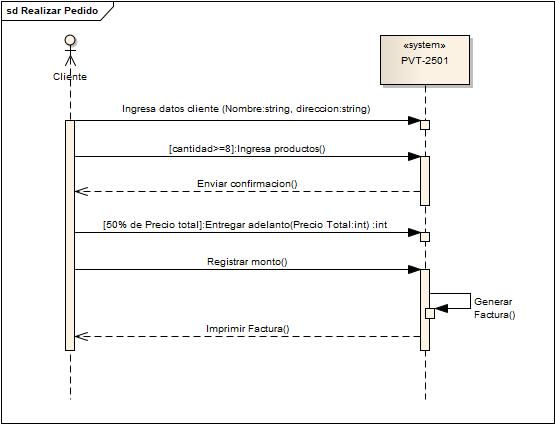 sd Realizar Pedido
«system»
PVT-2501
Cliente
Ingresa datos cliente (Nombre:string, direccion:string)
[cantidad>=8]:Ingresa productos()
Enviar confirmacion()
[50% de Precio total]:Entregar adelanto(Precio Total:int) :int
Registrar monto()
Generar
Factura()
Imprimir Factura()